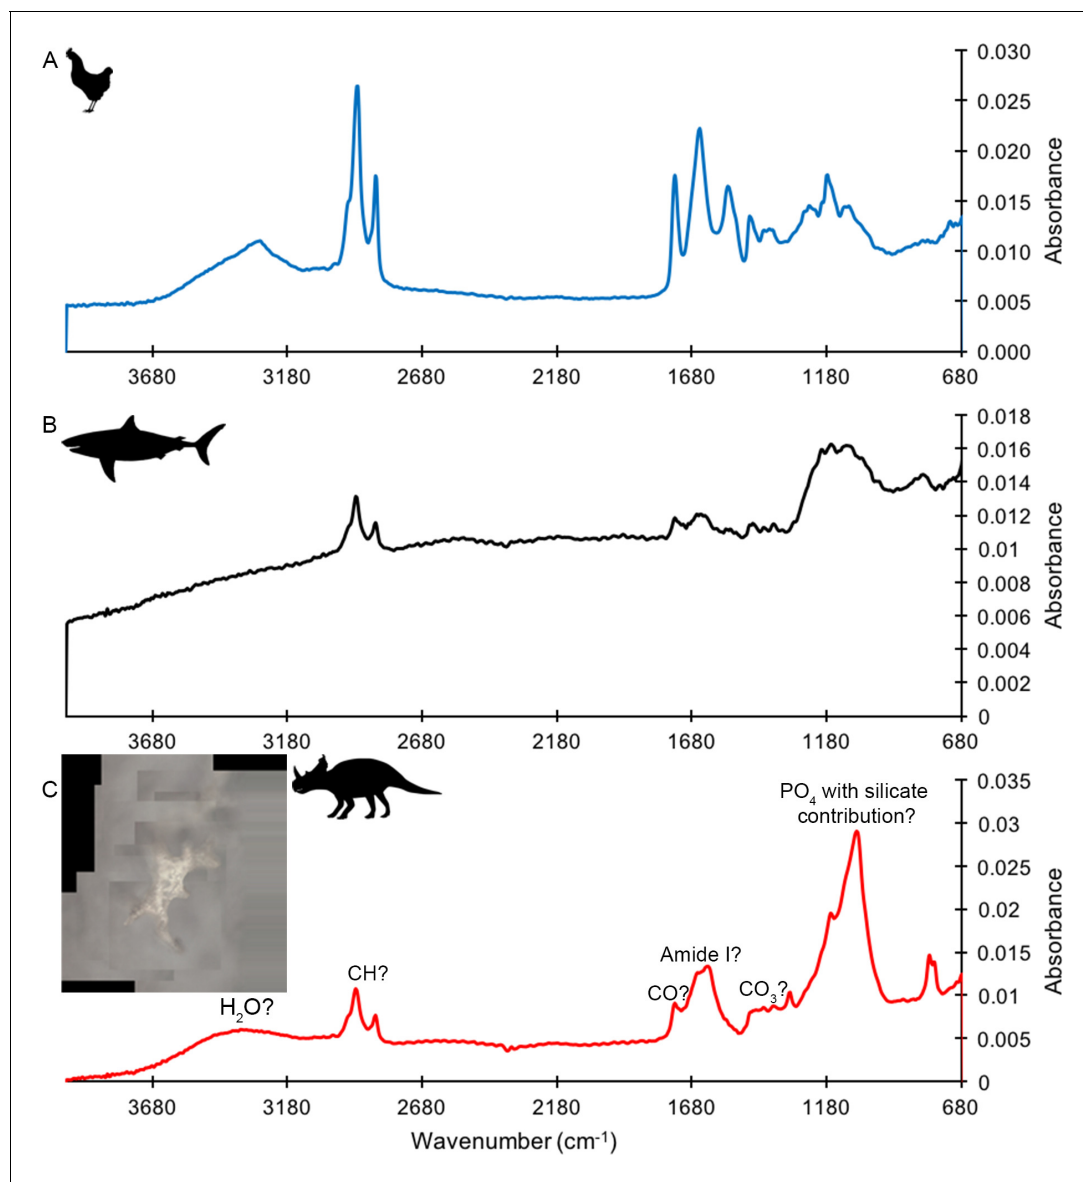 A
0.030
0.025
0.020
0.015
0.010
0.005
0.000
Absorbance
3680 3180 2680 2180 1680 1180 680
B
0.018
0.016
0.014
0.012
0.01
0.008
0.006
0.004
0.002
0
Absorbance
3680 3180 2680 2180 1680 1180 680
C
PO4 with silicate
contribution?
0.035
0.03
0.025
0.02
0.015
0.01
0.005
0
Absorbance
H2O?
CH?
CO?
Amide I?
CO3?
3680 3180 2680 2180 1680 1180 680
Wavenumber (cm-1)